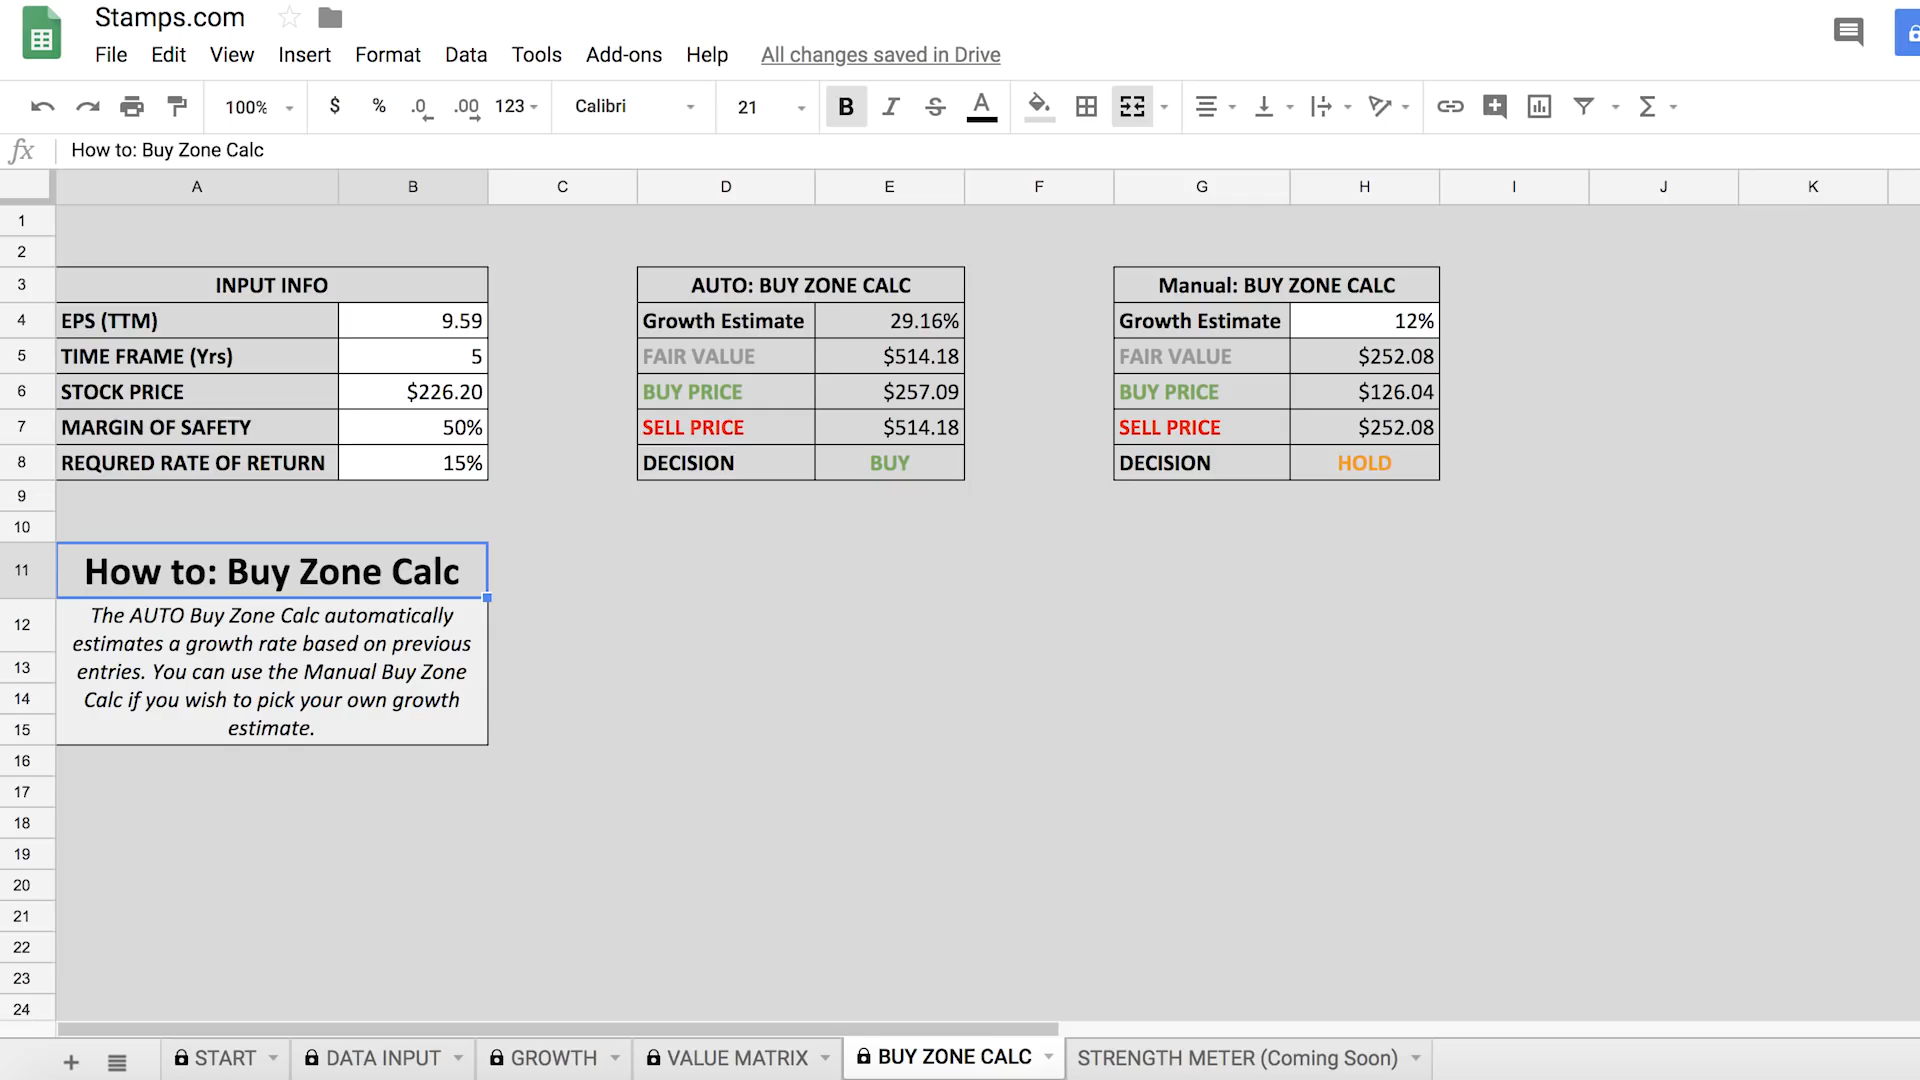 Stamps.com
File Edit View Insert Format Data Tools Add-ons Help All changes saved in Drive
100% $ % .0 .00 123 Calibri 21 B I S A
fx How to: Buy Zone Calc
A B C D E F G H I J K
1
2
3 INPUT INFO AUTO: BUY ZONE CALC Manual: BUY ZONE CALC
4 EPS (TTM) 9.59 Growth Estimate 29.16% Growth Estimate 12%
5 TIME FRAME (Yrs) 5 FAIR VALUE $514.18 FAIR VALUE $252.08
6 STOCK PRICE $226.20 BUY PRICE $257.09 BUY PRICE $126.04
7 MARGIN OF SAFETY 50% SELL PRICE $514.18 SELL PRICE $252.08
8 REQURED RATE OF RETURN 15% DECISION BUY DECISION HOLD
9
10
11 How to: Buy Zone Calc
12 The AUTO Buy Zone Calc automatically
estimates a growth rate based on previous
13 entries. You can use the Manual Buy Zone
14 Calc if you wish to pick your own growth
15 estimate.
16
17
18
19
20
21
22
23
24
START DATA INPUT GROWTH VALUE MATRIX BUY ZONE CALC STRENGTH METER (Coming Soon)